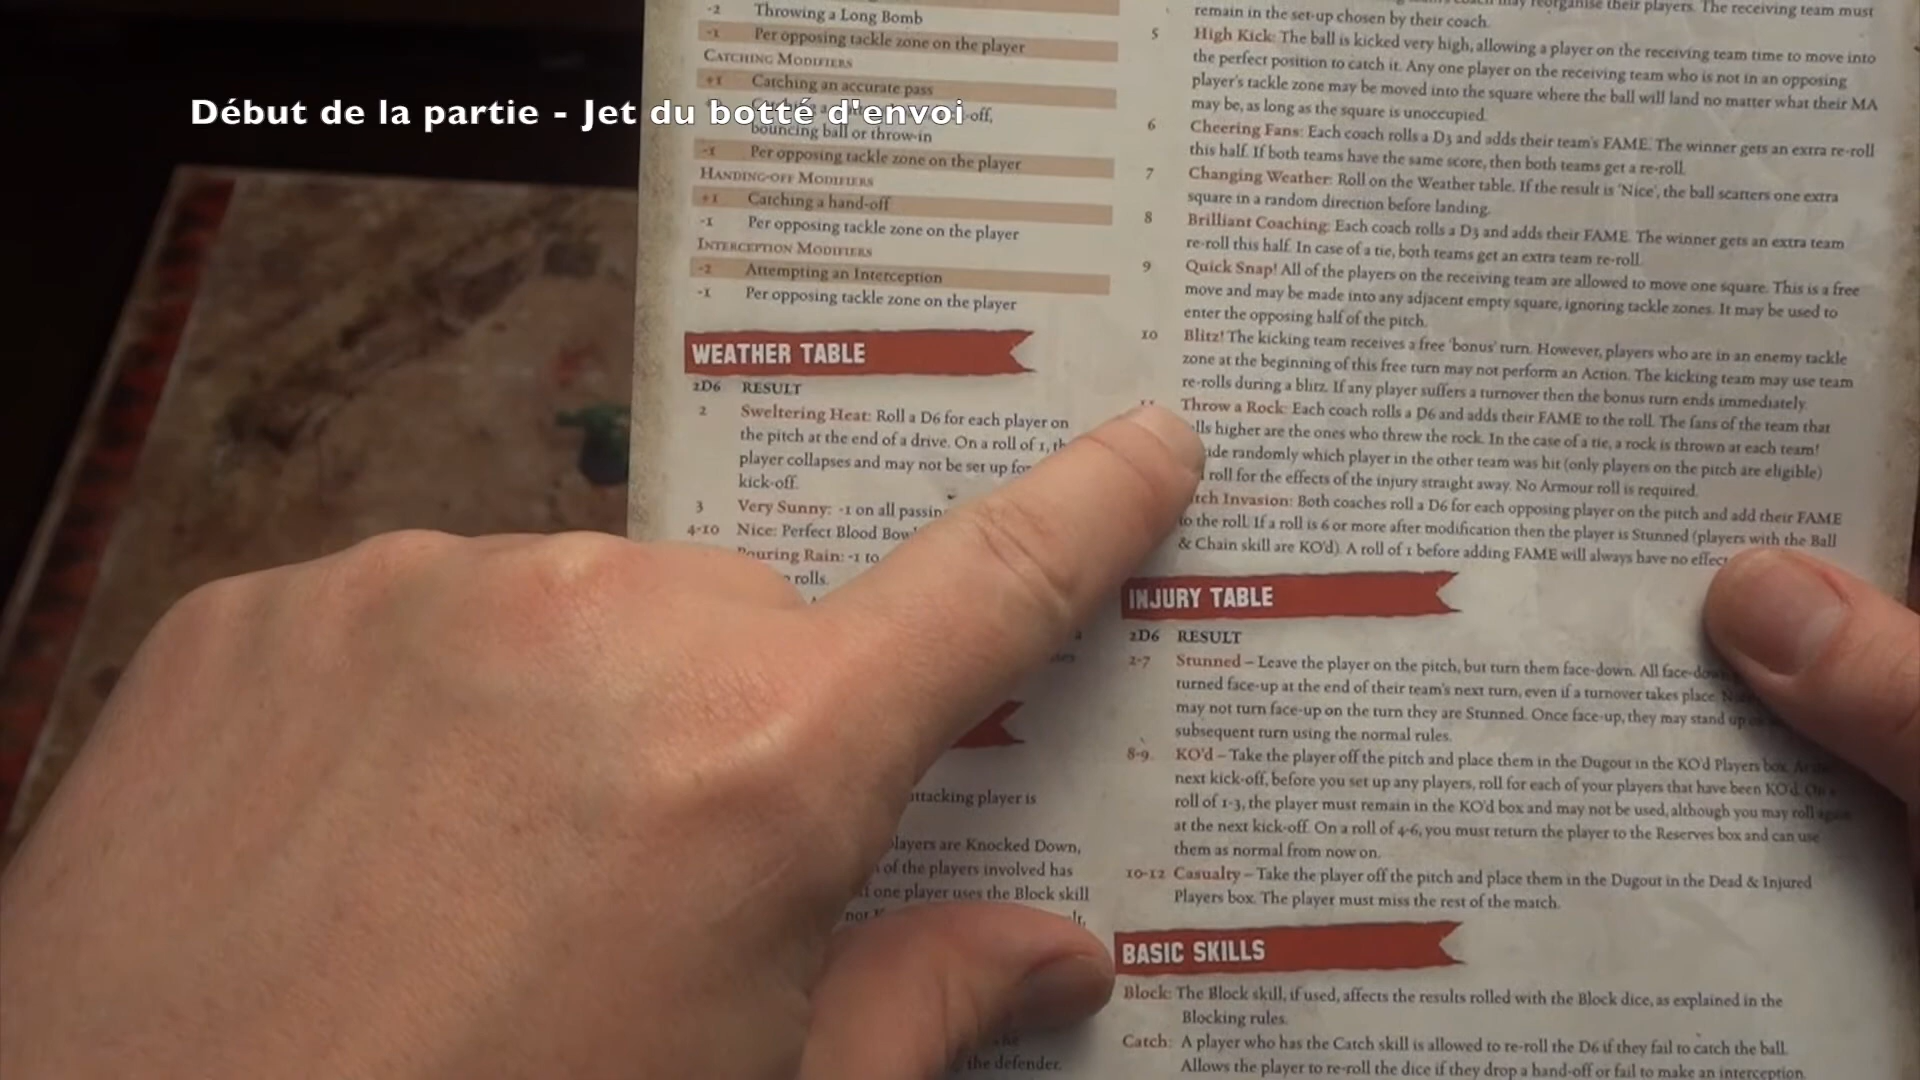 Début de la partie - Jet du botté d'envoi
-2 Throwing a Long Bomb
-1 Per opposing tackle zone on the player
CATCHING MODIFIERS
+1 Catching an accurate pass
-off,
bouncing ball or throw-in
-1 Per opposing tackle zone on the player
HANDING-OFF MODIFIERS
+1 Catching a hand-off
-1 Per opposing tackle zone on the player
INTERCEPTION MODIFIERS
-2 Attempting an Interception
-1 Per opposing tackle zone on the player
WEATHER TABLE
2D6 RESULT
2 Sweltering Heat: Roll a D6 for each player on
the pitch at the end of a drive. On a roll of 1, th
player collapses and may not be set up for
kick-off.
3 Very Sunny: -1 on all passin
4-10 Nice: Perfect Blood Bow
Pouring Rain: -1 to
rolls.
attacking player is
players are Knocked Down,
of the players involved has
one player uses the Block skill
the defender.
may reorganise their players. The receiving team must
remain in the set-up chosen by their coach.
5 High Kick: The ball is kicked very high, allowing a player on the receiving team time to move into
the perfect position to catch it. Any one player on the receiving team who is not in an opposing
player's tackle zone may be moved into the square where the ball will land no matter what their MA
may be, as long as the square is unoccupied.
6 Cheering Fans: Each coach rolls a D3 and adds their team's FAME. The winner gets an extra re-roll
this half. If both teams have the same score, then both teams get a re-roll.
7 Changing Weather: Roll on the Weather table. If the result is 'Nice', the ball scatters one extra
square in a random direction before landing.
8 Brilliant Coaching: Each coach rolls a D3 and adds their FAME. The winner gets an extra team
re-roll this half. In case of a tie, both teams get an extra team re-roll.
9 Quick Snap! All of the players on the receiving team are allowed to move one square. This is a free
move and may be made into any adjacent empty square, ignoring tackle zones. It may be used to
enter the opposing half of the pitch.
10 Blitz! The kicking team receives a free 'bonus' turn. However, players who are in an enemy tackle
zone at the beginning of this free turn may not perform an Action. The kicking team may use team
re-rolls during a blitz. If any player suffers a turnover then the bonus turn ends immediately.
Throw a Rock: Each coach rolls a D6 and adds their FAME to the roll. The fans of the team that
lls higher are the ones who threw the rock. In the case of a tie, a rock is thrown at each team!
ide randomly which player in the other team was hit (only players on the pitch are eligible)
roll for the effects of the injury straight away. No Armour roll is required.
itch Invasion: Both coaches roll a D6 for each opposing player on the pitch and add their FAME
to the roll. If a roll is 6 or more after modification then the player is Stunned (players with the Ball
& Chain skill are KO'd). A roll of 1 before adding FAME will always have no effec
INJURY TABLE
2D6 RESULT
2-7 Stunned – Leave the player on the pitch, but turn them face-down. All face-dow
turned face-up at the end of their team's next turn, even if a turnover takes place.
may not turn face-up on the turn they are Stunned. Once face-up, they may stand up
subsequent turn using the normal rules.
8-9 KO'd – Take the player off the pitch and place them in the Dugout in the KO'd Players box. At
next kick-off, before you set up any players, roll for each of your players that have been KO'd. On a
roll of 1-3, the player must remain in the KO'd box and may not be used, although you may roll again
at the next kick-off. On a roll of 4-6, you must return the player to the Reserves box and can use
them as normal from now on.
10-12 Casualty – Take the player off the pitch and place them in the Dugout in the Dead & Injured
Players box. The player must miss the rest of the match.
BASIC SKILLS
Block: The Block skill, if used, affects the results rolled with the Block dice, as explained in the
Blocking rules.
Catch: A player who has the Catch skill is allowed to re-roll the D6 if they fail to catch the ball.
Allows the player to re-roll the dice if they drop a hand-off or fail to make an interception.